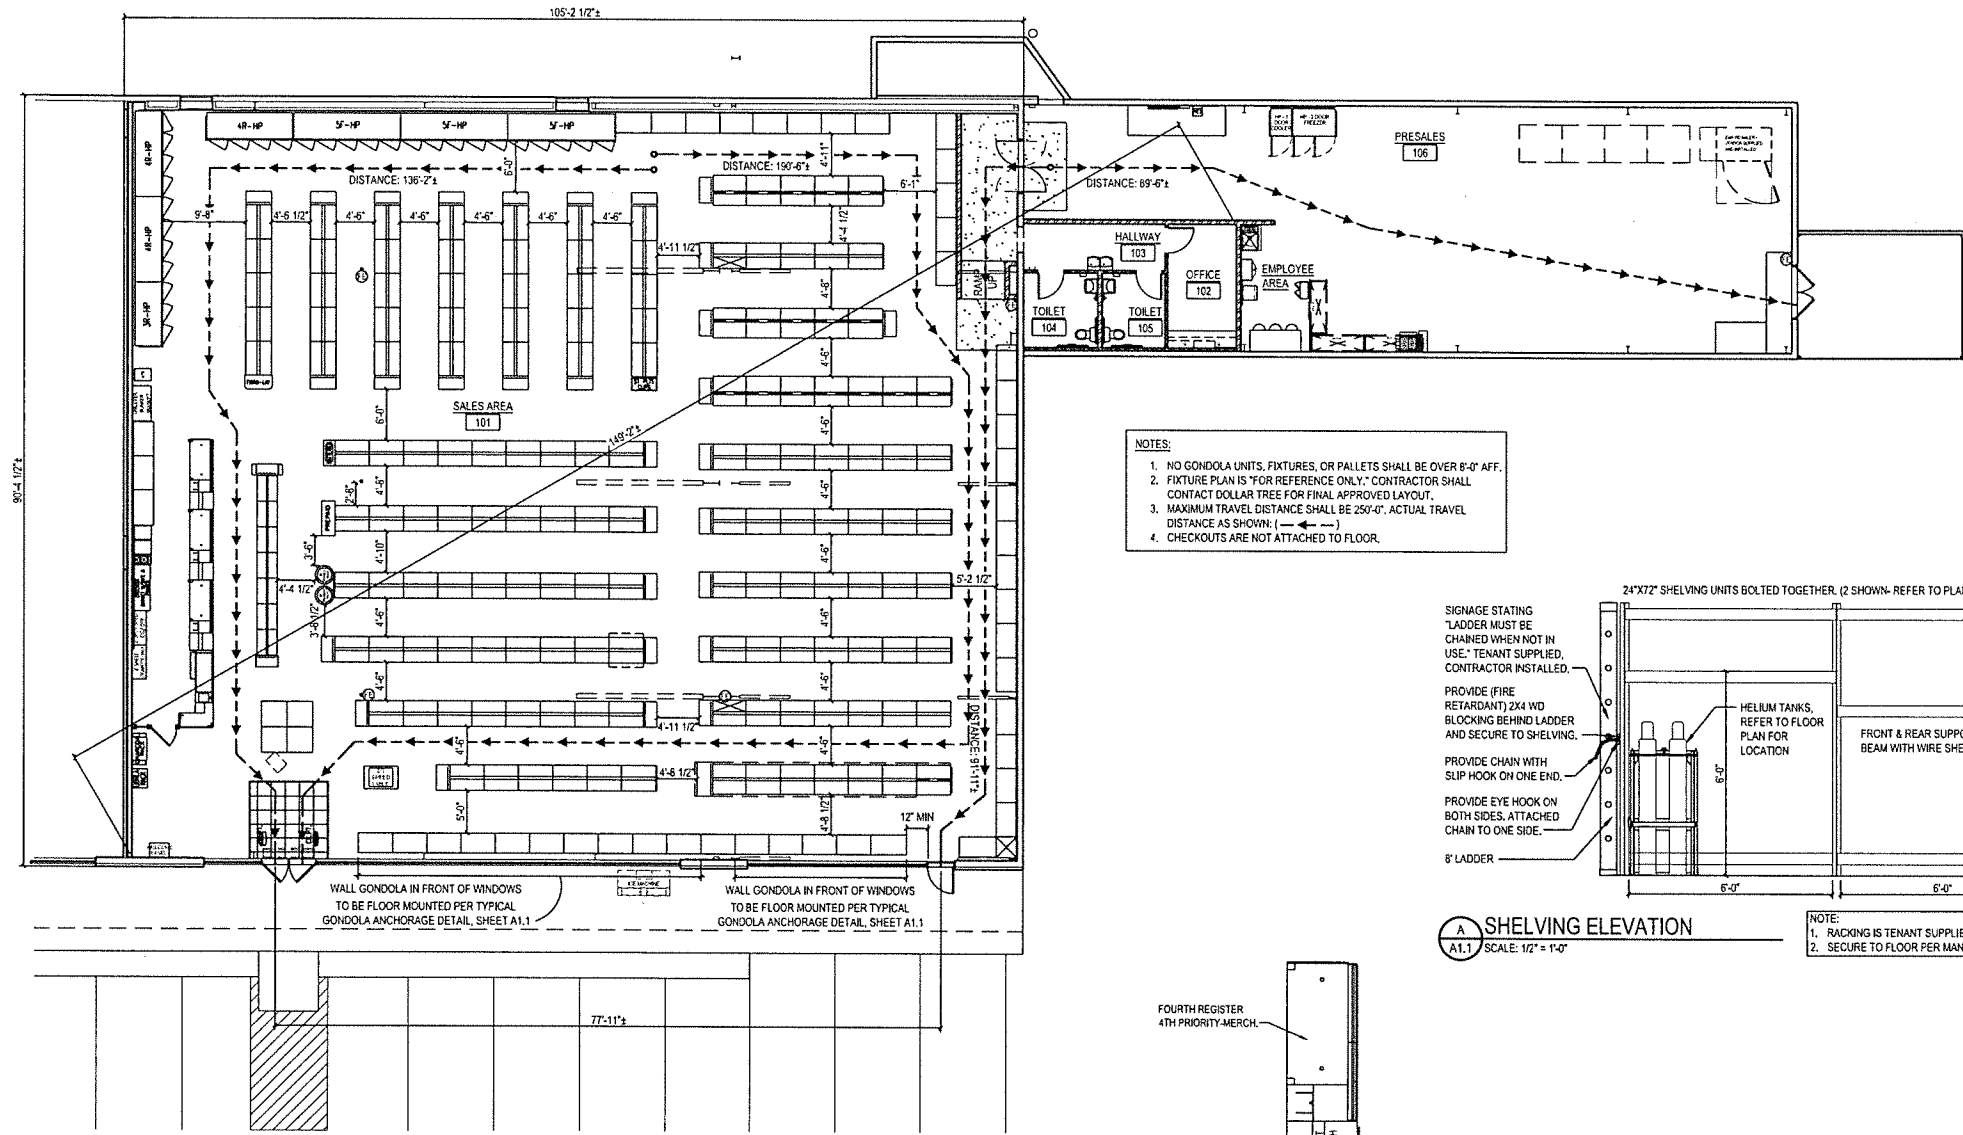 105'-2 1/2"±
90'-4 1/2"±
4R-HP
5F-HP
5F-HP
5F-HP
4R-HP
4R-HP
3R-HP
DISTANCE: 136'-2"±
6'-0"
DISTANCE: 190'-6"±
4'-11"
6'-1"
9'-8"
4'-6 1/2"
4'-6"
4'-6"
4'-6"
4'-6"
4'-6"
4'-11 1/2"
4'-4 1/2"
4'-8"
4'-6"
4'-6"
4'-6"
4'-6"
4'-6"
4'-6"
4'-6"
4'-8 1/2"
SALES AREA
101
149'-2"±
6'-0"
4'-6"
2'-6"
PREPAID
3'-6"
4'-10"
4'-4 1/2"
3'-8 1/2"
4'-6"
4'-6"
4'-11 1/2"
4'-6"
4'-8 1/2"
5'-0"
5'-2 1/2"
DISTANCE: 91'-11"±
12" MIN
RAMP
UP
DISTANCE: 89'-6"±
PRESALES
106
HALLWAY
103
OFFICE
102
EMPLOYEE
AREA
TOILET
104
TOILET
105
ICE MACHINE
WALL GONDOLA IN FRONT OF WINDOWS
TO BE FLOOR MOUNTED PER TYPICAL
GONDOLA ANCHORAGE DETAIL, SHEET A1.1
WALL GONDOLA IN FRONT OF WINDOWS
TO BE FLOOR MOUNTED PER TYPICAL
GONDOLA ANCHORAGE DETAIL, SHEET A1.1
77'-11"±
NOTES:
1. NO GONDOLA UNITS, FIXTURES, OR PALLETS SHALL BE OVER 8'-0" AFF.
2. FIXTURE PLAN IS "FOR REFERENCE ONLY." CONTRACTOR SHALL
CONTACT DOLLAR TREE FOR FINAL APPROVED LAYOUT.
3. MAXIMUM TRAVEL DISTANCE SHALL BE 250'-0". ACTUAL TRAVEL
DISTANCE AS SHOWN: ( )
4. CHECKOUTS ARE NOT ATTACHED TO FLOOR.
24"X72" SHELVING UNITS BOLTED TOGETHER. (2 SHOWN- REFER TO PLA
SIGNAGE STATING
"LADDER MUST BE
CHAINED WHEN NOT IN
USE." TENANT SUPPLIED,
CONTRACTOR INSTALLED.
PROVIDE (FIRE
RETARDANT) 2X4 WD
BLOCKING BEHIND LADDER
AND SECURE TO SHELVING.
PROVIDE CHAIN WITH
SLIP HOOK ON ONE END.
PROVIDE EYE HOOK ON
BOTH SIDES. ATTACHED
CHAIN TO ONE SIDE.
8' LADDER
HELIUM TANKS,
REFER TO FLOOR
PLAN FOR
LOCATION
FRONT & REAR SUPPO
BEAM WITH WIRE SHE
6'-0"
6'-0"
6'-0"
A
A1.1
SHELVING ELEVATION
SCALE: 1/2" = 1'-0"
NOTE:
1. RACKING IS TENANT SUPPLIE
2. SECURE TO FLOOR PER MAN
FOURTH REGISTER
4TH PRIORITY-MERCH.